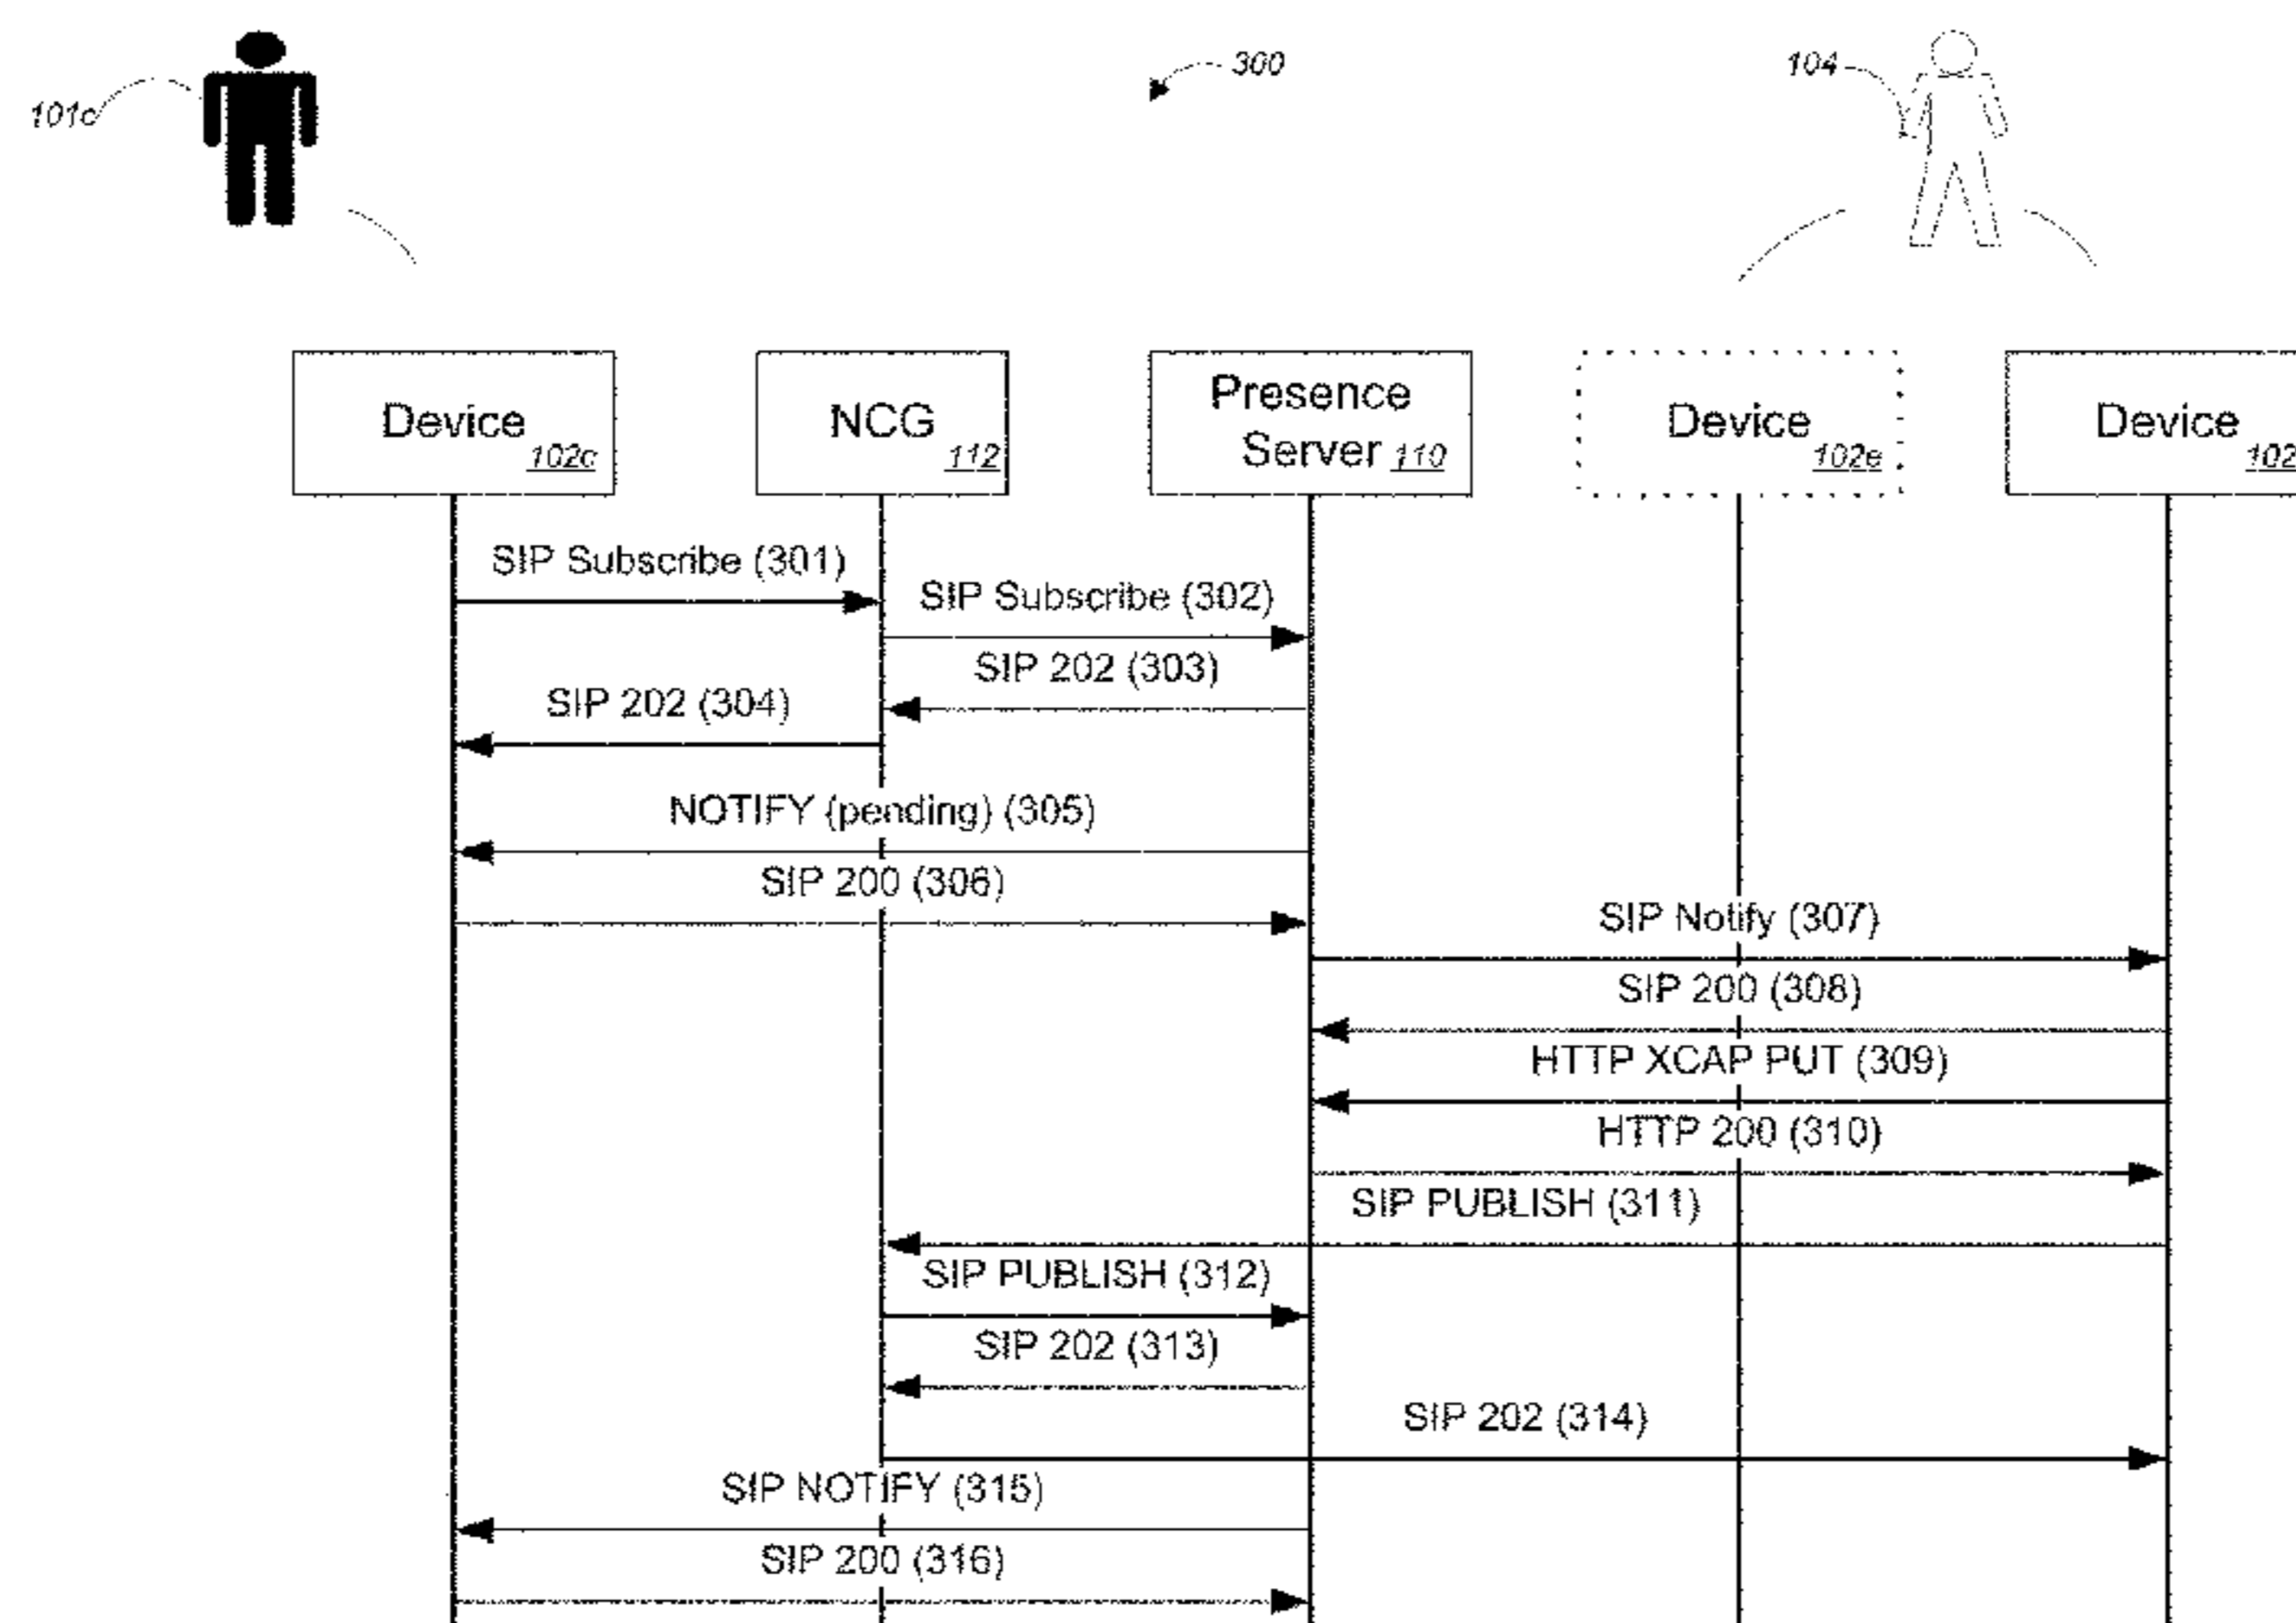 300
104
101c
Device
102c
NCG
112
Presence
Server 110
Device
102e
Device
102
SIP Subscribe (301)
SIP Subscribe (302)
SIP 202 (303)
SIP 202 (304)
NOTIFY (pending) (305)
SIP 200 (306)
SIP Notify (307)
SIP 200 (308)
HTTP XCAP PUT (309)
HTTP 200 (310)
SIP PUBLISH (311)
SIP PUBLISH (312)
SIP 202 (313)
SIP 202 (314)
SIP NOTIFY (315)
SIP 200 (316)